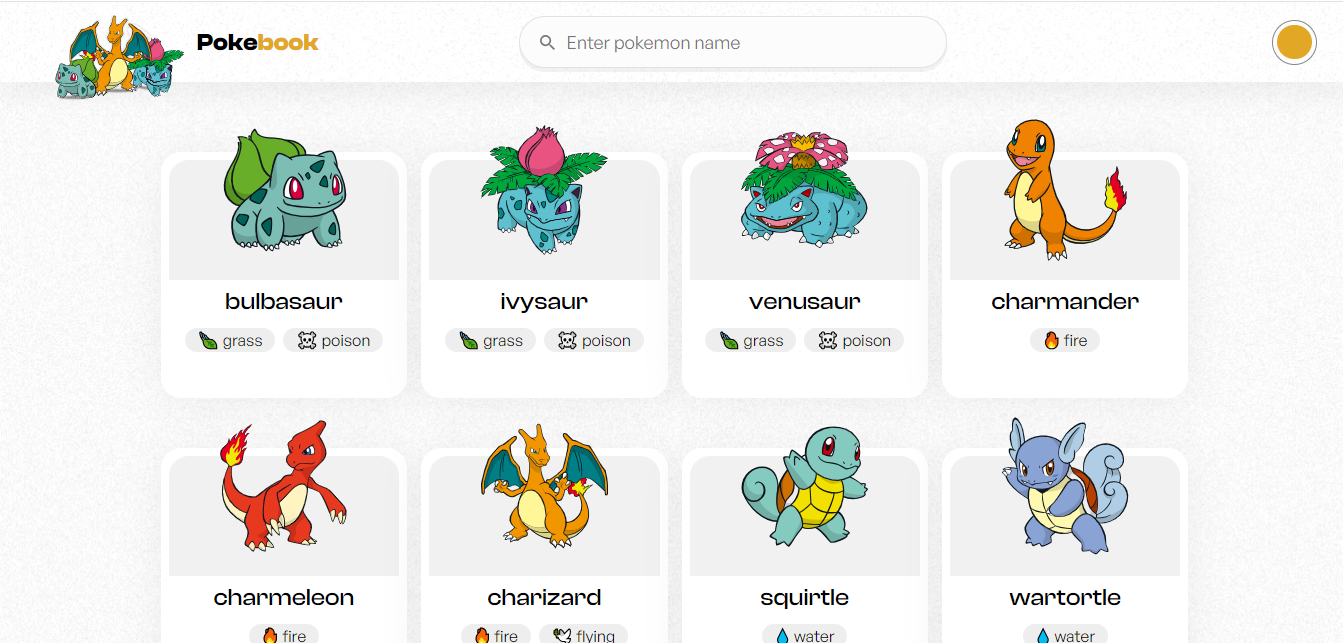 Pokebook
Enter pokemon name
bulbasaur
ivysaur
venusaur
charmander
grass
poison
grass
poison
grass
poison
fire
charmeleon
charizard
squirtle
wartortle
fire
fire
flying
water
water